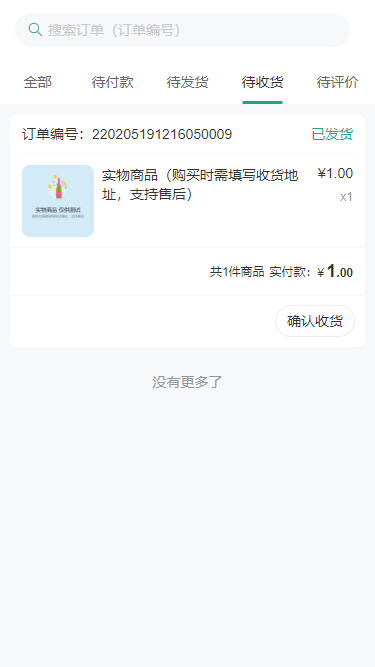 搜索订单（订单编号）
全部 待付款 待发货 待收货 待评价
订单编号：220205191216050009 已发货
实物商品（购买时需填写收货地 ¥1.00
址，支持售后） x1
实物商品 仅供测试
共1件商品 实付款：¥1.00
确认收货
没有更多了